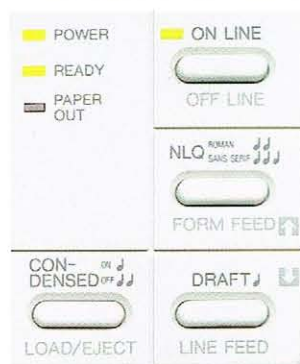 POWER
READY
PAPER
OUT
ON LINE
OFF LINE
NLQ ROMAN
SANS SERIF
FORM FEED
CON- ON
DENSED OFF
LOAD/EJECT
DRAFT
LINE FEED